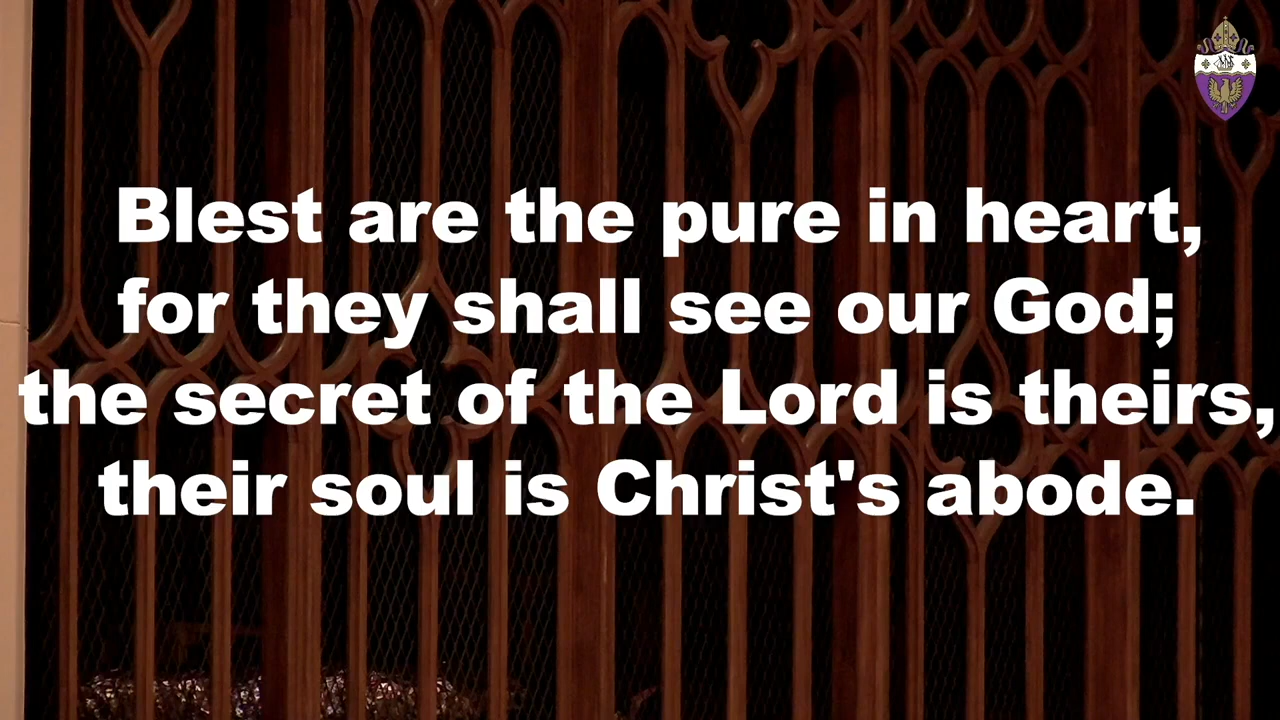 Blest are the pure in heart,
for they shall see our God;
the secret of the Lord is theirs,
their soul is Christ's abode.